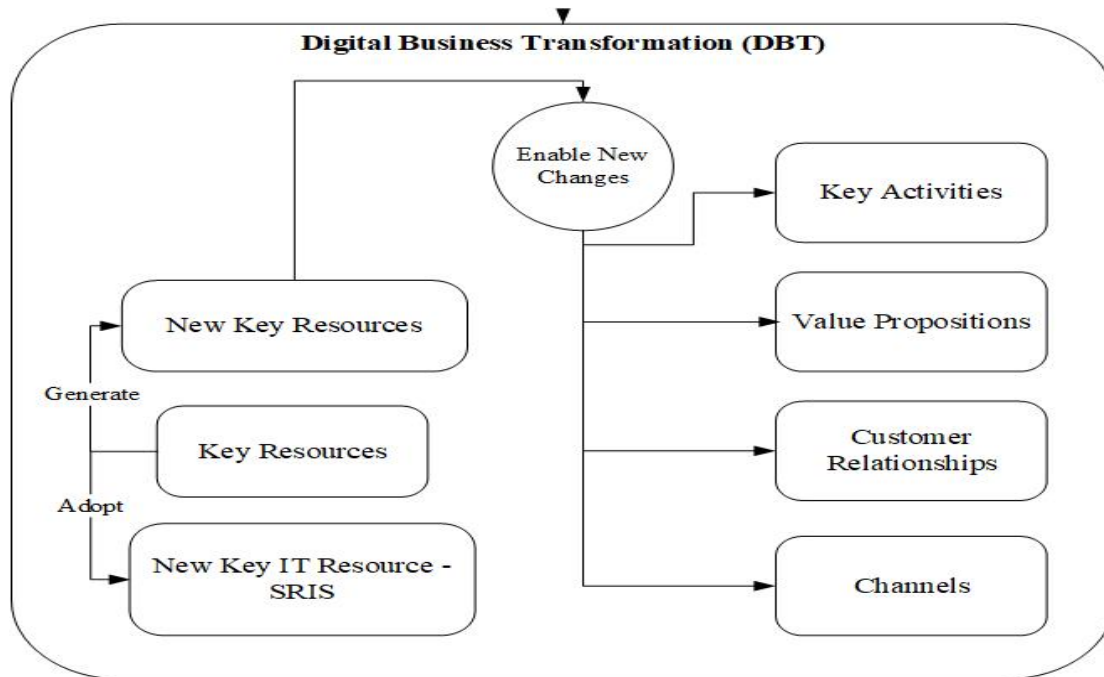 Digital Business Transformation (DBT)
Enable New
Changes
Key Activities
New Key Resources
Value Propositions
Generate
Key Resources
Customer
Relationships
Adopt
New Key IT Resource -
SRIS
Channels